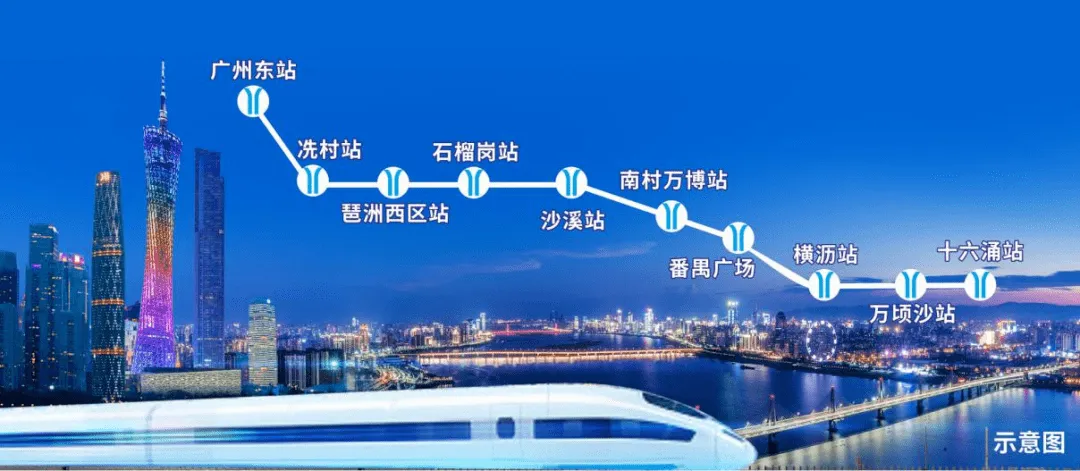 广州东站
冼村站
琶洲西区站
石榴岗站
沙溪站
南村万博站
番禺广场
横沥站
万顷沙站
十六涌站
示意图